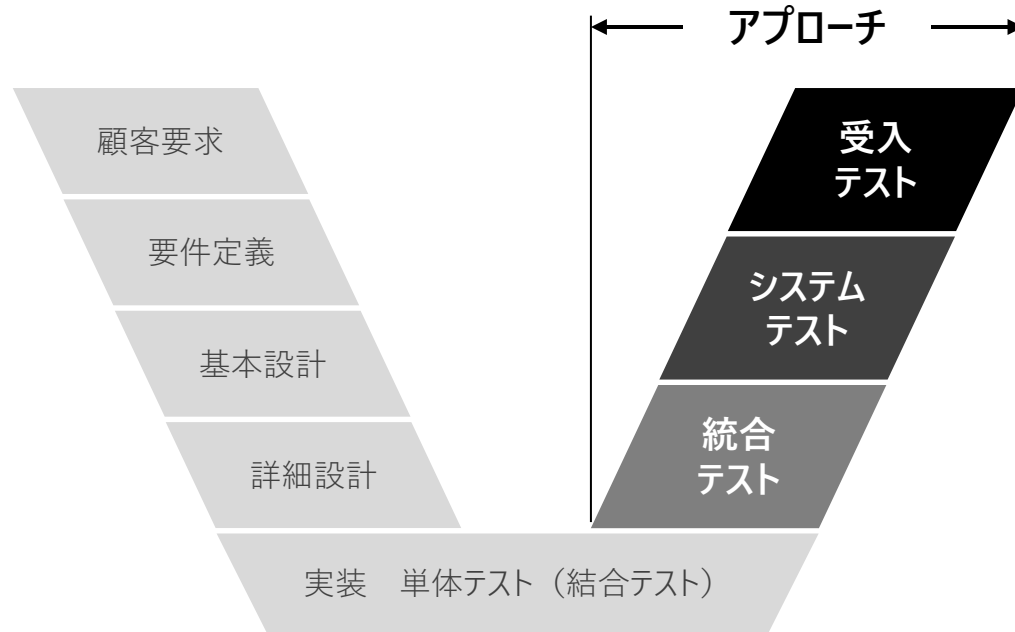 アプローチ
顧客要求
要件定義
基本設計
詳細設計
実装　単体テスト（結合テスト）
受入
テスト
システム
テスト
統合
テスト